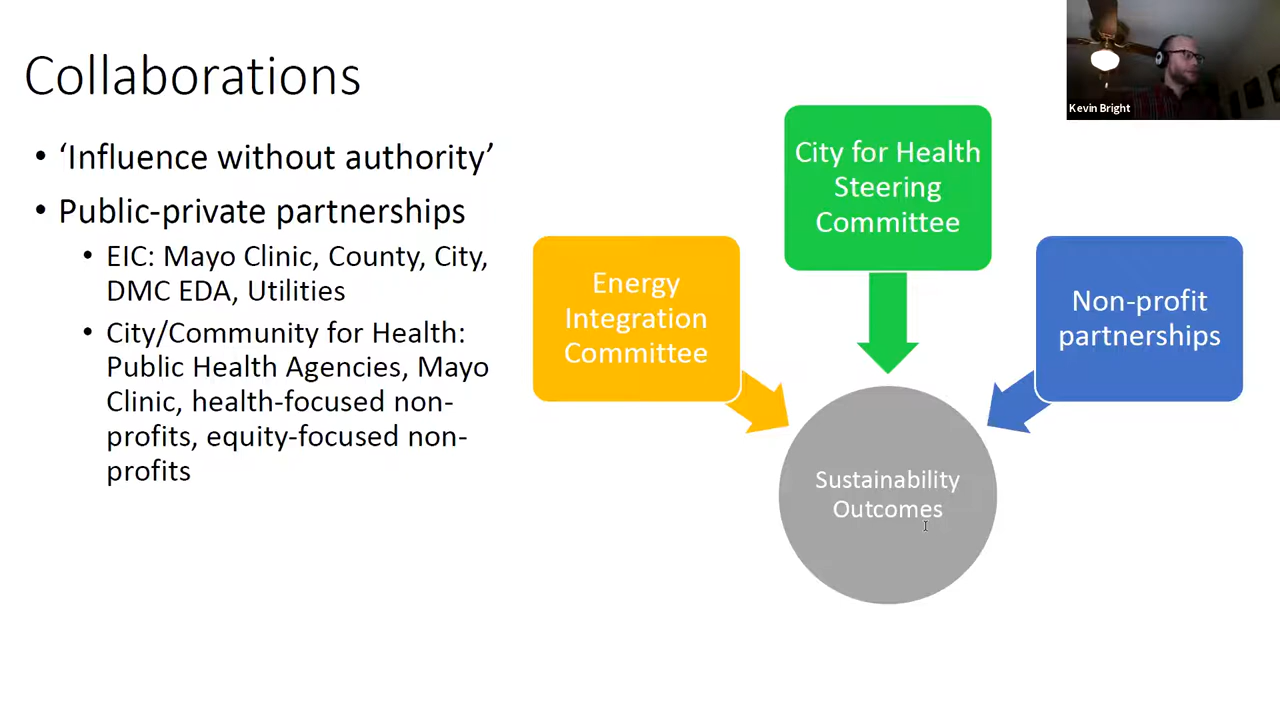 Collaborations
• ‘Influence without authority’
• Public-private partnerships
• EIC: Mayo Clinic, County, City,
DMC EDA, Utilities
• City/Community for Health:
Public Health Agencies, Mayo
Clinic, health-focused non-
profits, equity-focused non-
profits
City for Health
Steering
Committee
Energy
Integration
Committee
Non-profit
partnerships
Sustainability
Outcomes
Kevin Bright